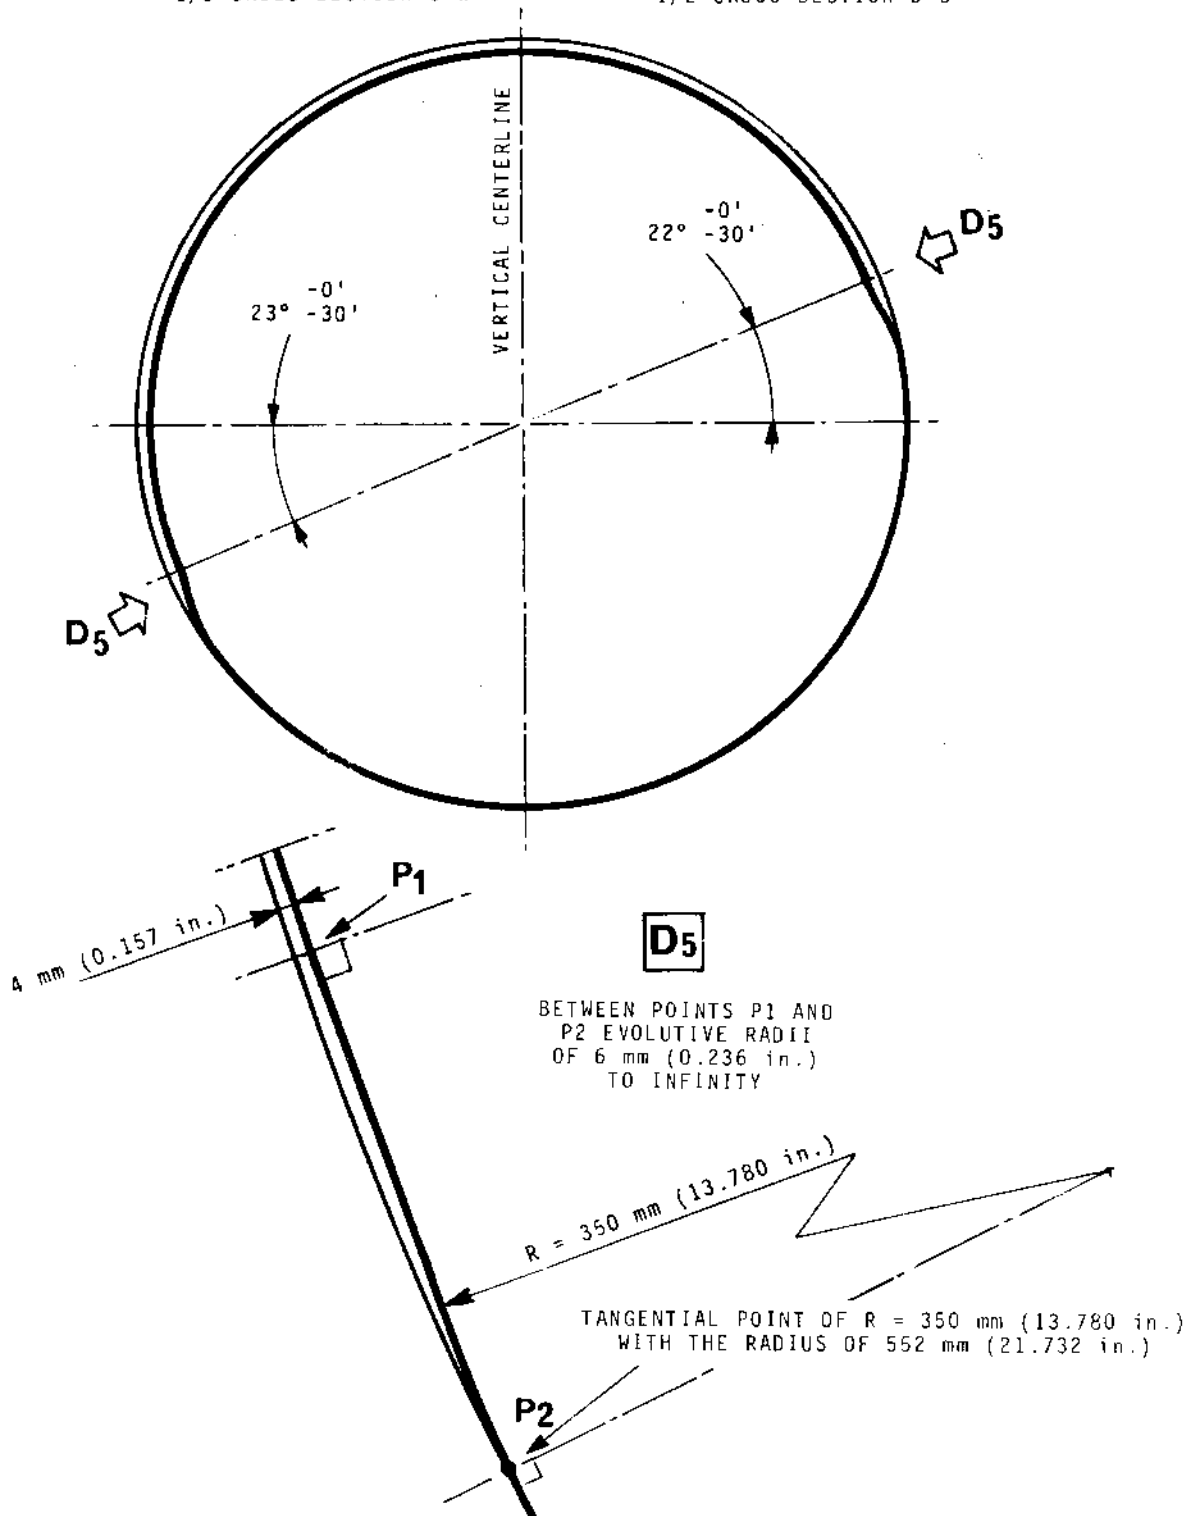 VERTICAL CENTERLINE
-0'
22° -30'
D5
-0'
23° -30'
D5
P1
4 mm (0.157 in.)
D5
BETWEEN POINTS P1 AND
P2 EVOLUTIVE RADII
OF 6 mm (0.236 in.)
TO INFINITY
R = 350 mm (13.780 in.)
TANGENTIAL POINT OF R = 350 mm (13.780 in.)
WITH THE RADIUS OF 552 mm (21.732 in.)
P2